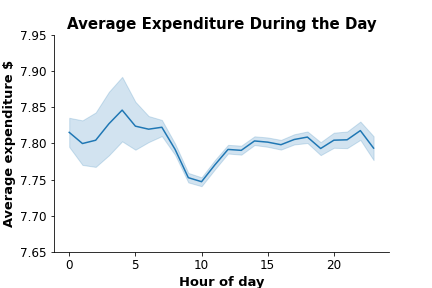 Average Expenditure During the Day
Average expenditure $
7.95
7.90
7.85
7.80
7.75
7.70
7.65
0 5 10 15 20
Hour of day